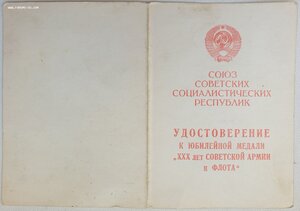 СОЮЗ
СОВЕТСКИХ
СОЦИАЛИСТИЧЕСКИХ
РЕСПУБЛИК
УДОСТОВЕРЕНИЕ
К ЮБИЛЕЙНОЙ МЕДАЛИ
„XXX ЛЕТ СОВЕТСКОЙ АРМИИ
И ФЛОТА"